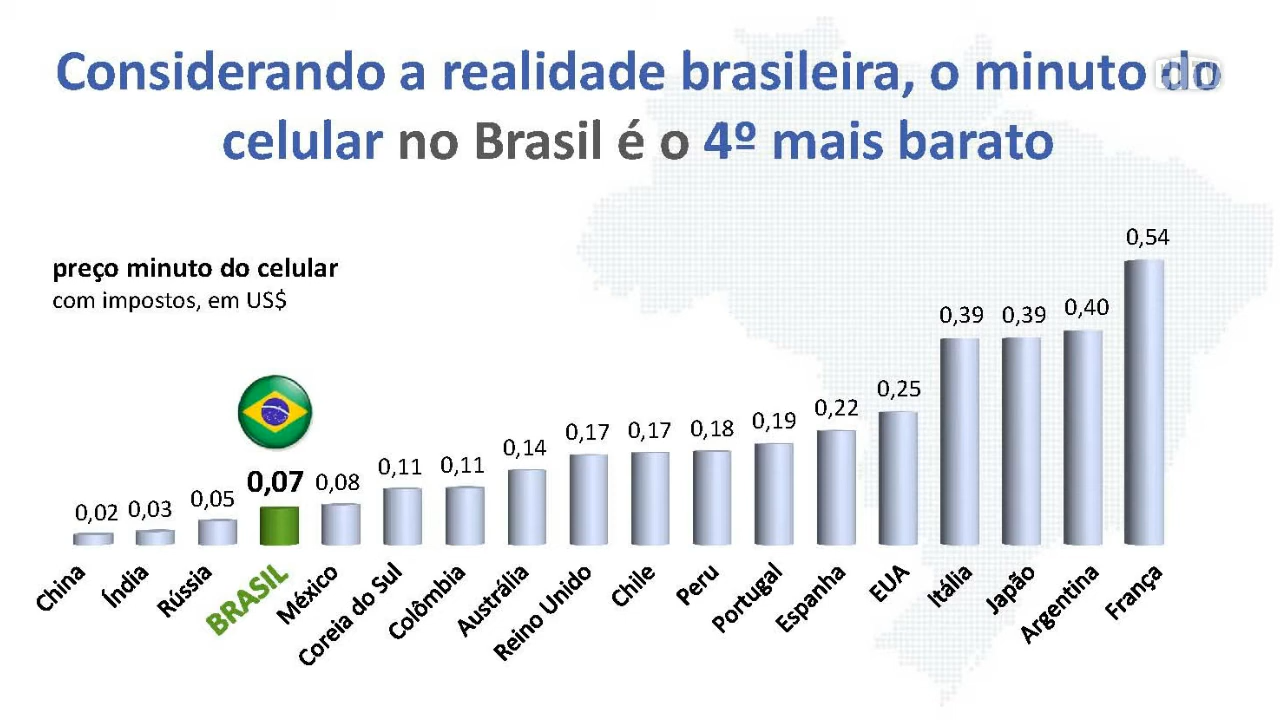 Considerando a realidade brasileira, o minuto do
celular no Brasil é o 4º mais barato
preço minuto do celular
com impostos, em US$
0,02
0,03
0,05
0,07
0,08
0,11
0,11
0,14
0,17
0,17
0,18
0,19
0,22
0,25
0,39
0,39
0,40
0,54
China
Índia
Rússia
BRASIL
México
Coreia do Sul
Colômbia
Austrália
Reino Unido
Chile
Peru
Portugal
Espanha
EUA
Itália
Japão
Argentina
França